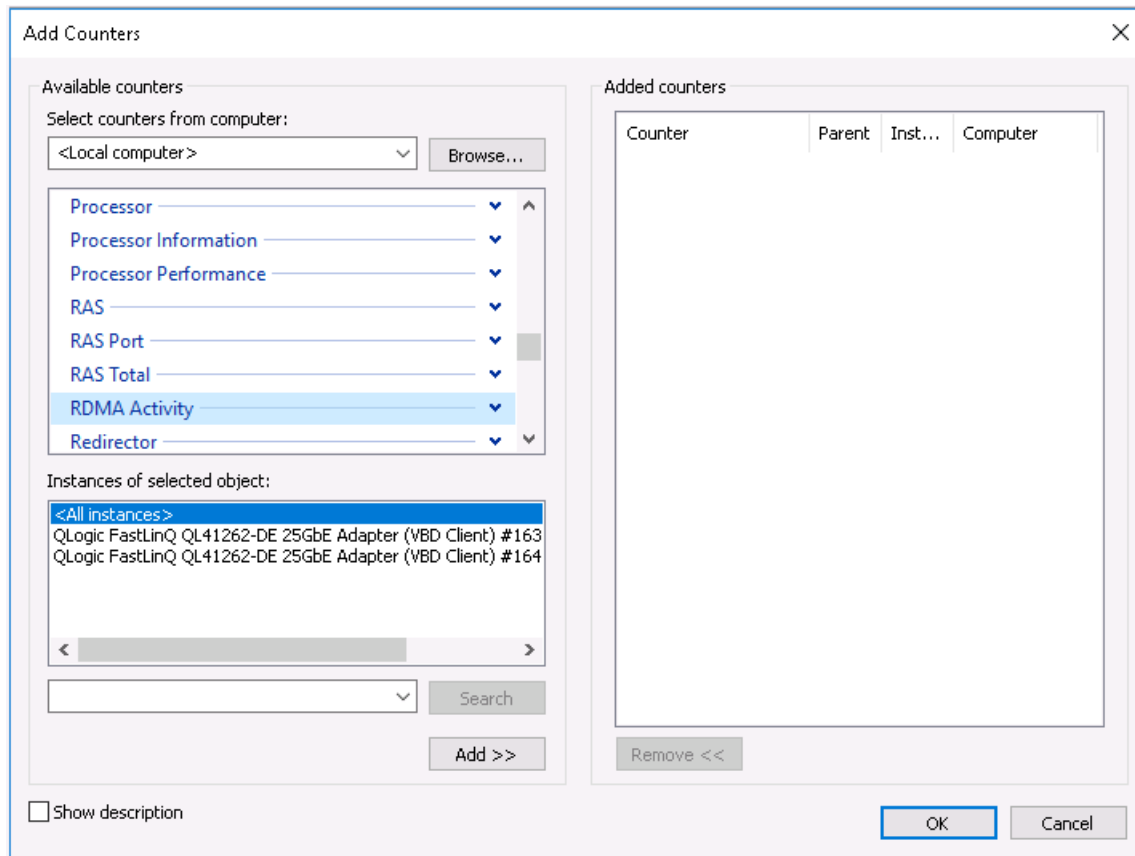 Add Counters
Available counters
Select counters from computer:
<Local computer>
Browse...
Processor
Processor Information
Processor Performance
RAS
RAS Port
RAS Total
RDMA Activity
Redirector
Instances of selected object:
<All instances>
QLogic FastLinQ QL41262-DE 25GbE Adapter (VBD Client) #163
QLogic FastLinQ QL41262-DE 25GbE Adapter (VBD Client) #164
Search
Add >>
Show description
Added counters
Counter Parent Inst... Computer
Remove <<
OK Cancel